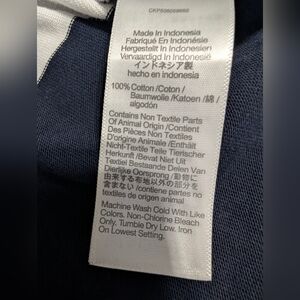 Made In Indonesia
Fabriqué En Indonésie
Hergestellt In Indonesien
Vervaardigd In Indonesië
インドネシア製
hecho en Indonesia
100% Cotton /Coton /
Baumwolle /Katoen /綿 /
algodón
Contains Non Textile Parts
Of Animal Origin /Contient
Des Pièces Non Textiles
D'origine Animale /Enthält
Nicht-Textile Teile Tierischer
Herkunft /Bevat Niet Uit
Textiel Bestaande Delen Van
Dierlijke Oorsprong /動物に
由来する布地以外の部分を
含まない /contiene partes no
textiles de origen animal
Machine Wash Cold With Like
Colors. Non-Chlorine Bleach
Only. Tumble Dry Low. Iron
On Lowest Setting.